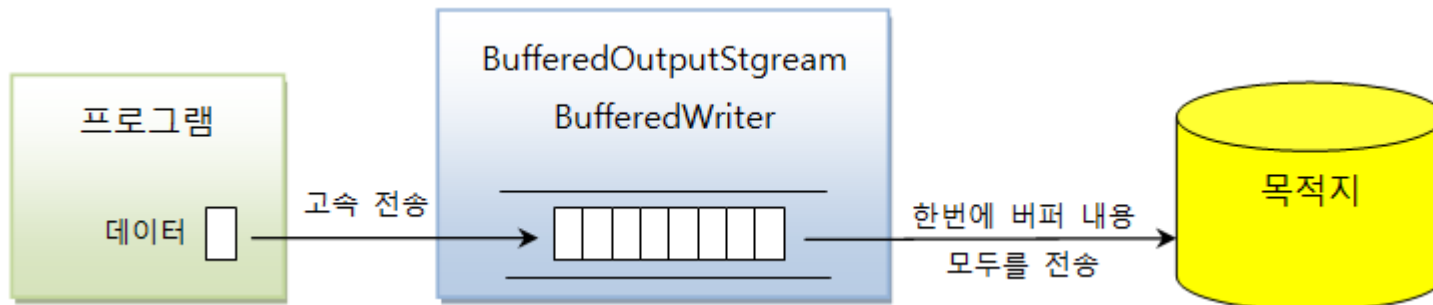 프로그램
데이터
고속 전송
BufferedOutputStgream
BufferedWriter
한번에 버퍼 내용
모두를 전송
목적지